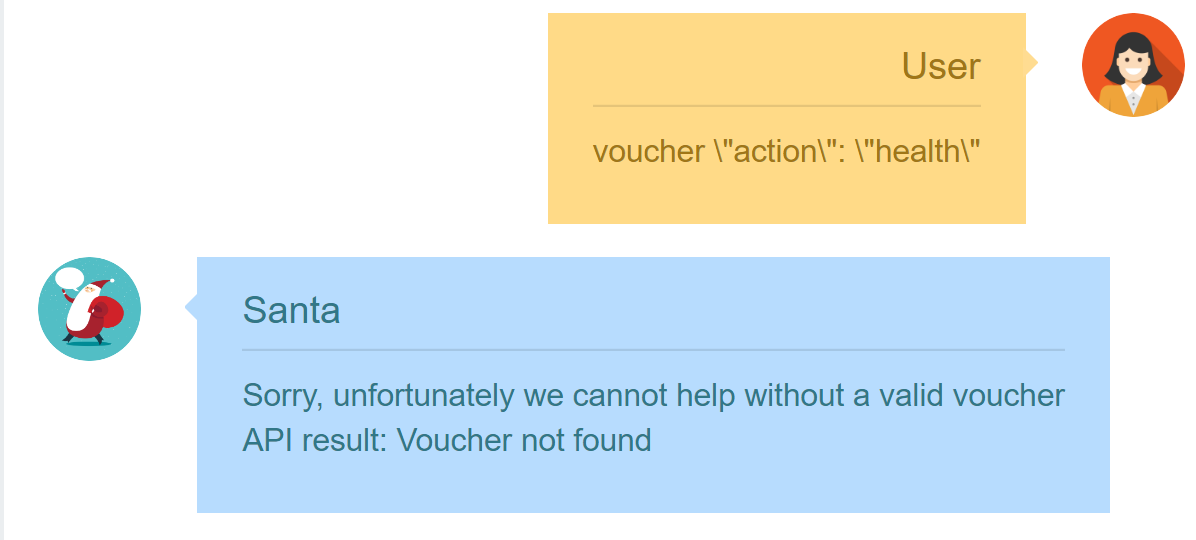 User
voucher \"action\": \"health\"
Santa
Sorry, unfortunately we cannot help without a valid voucher
API result: Voucher not found